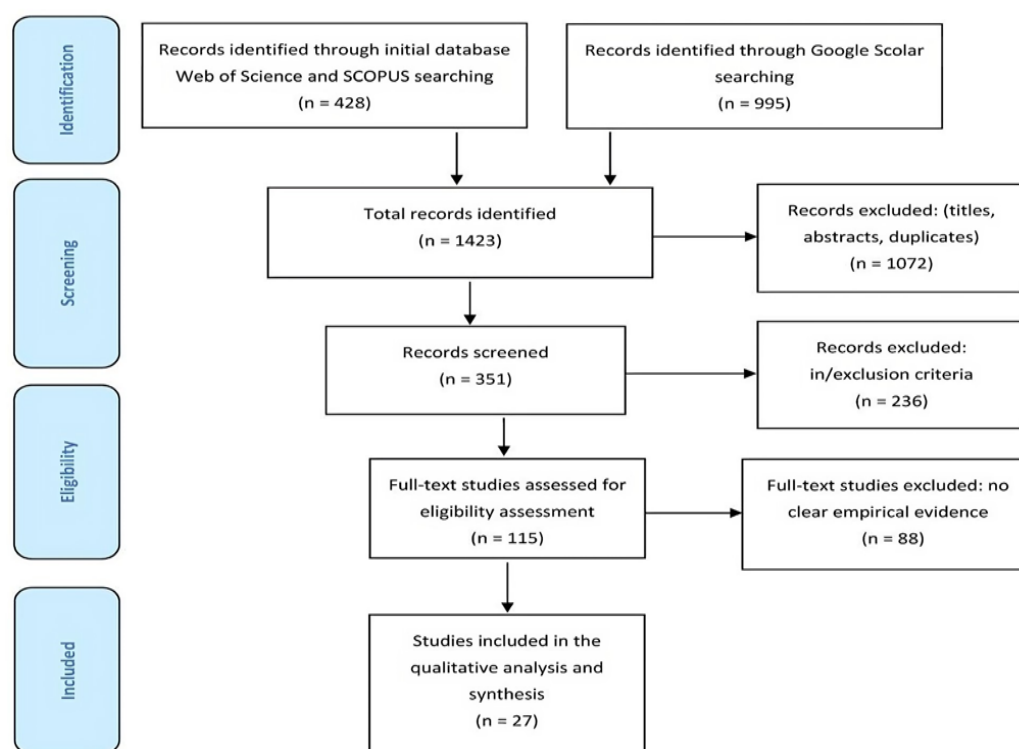 Identification
Records identified through initial database
Web of Science and SCOPUS searching
(n = 428)
Records identified through Google Scolar
searching
(n = 995)
Screening
Total records identified
(n = 1423)
Records excluded: (titles,
abstracts, duplicates)
(n = 1072)
Records screened
(n = 351)
Records excluded:
in/exclusion criteria
(n = 236)
Eligibility
Full-text studies assessed for
eligibility assessment
(n = 115)
Full-text studies excluded: no
clear empirical evidence
(n = 88)
Included
Studies included in the
qualitative analysis and
synthesis
(n = 27)